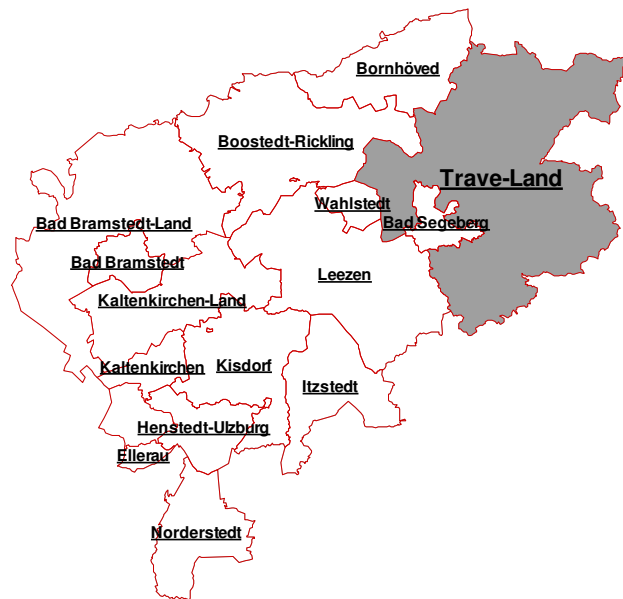 Bornhöved
Boostedt-Rickling
Trave-Land
Wahlstedt
Bad Segeberg
Bad Bramstedt-Land
Bad Bramstedt
Leezen
Kaltenkirchen-Land
Kaltenkirchen
Kisdorf
Itzstedt
Henstedt-Ulzburg
Ellerau
Norderstedt